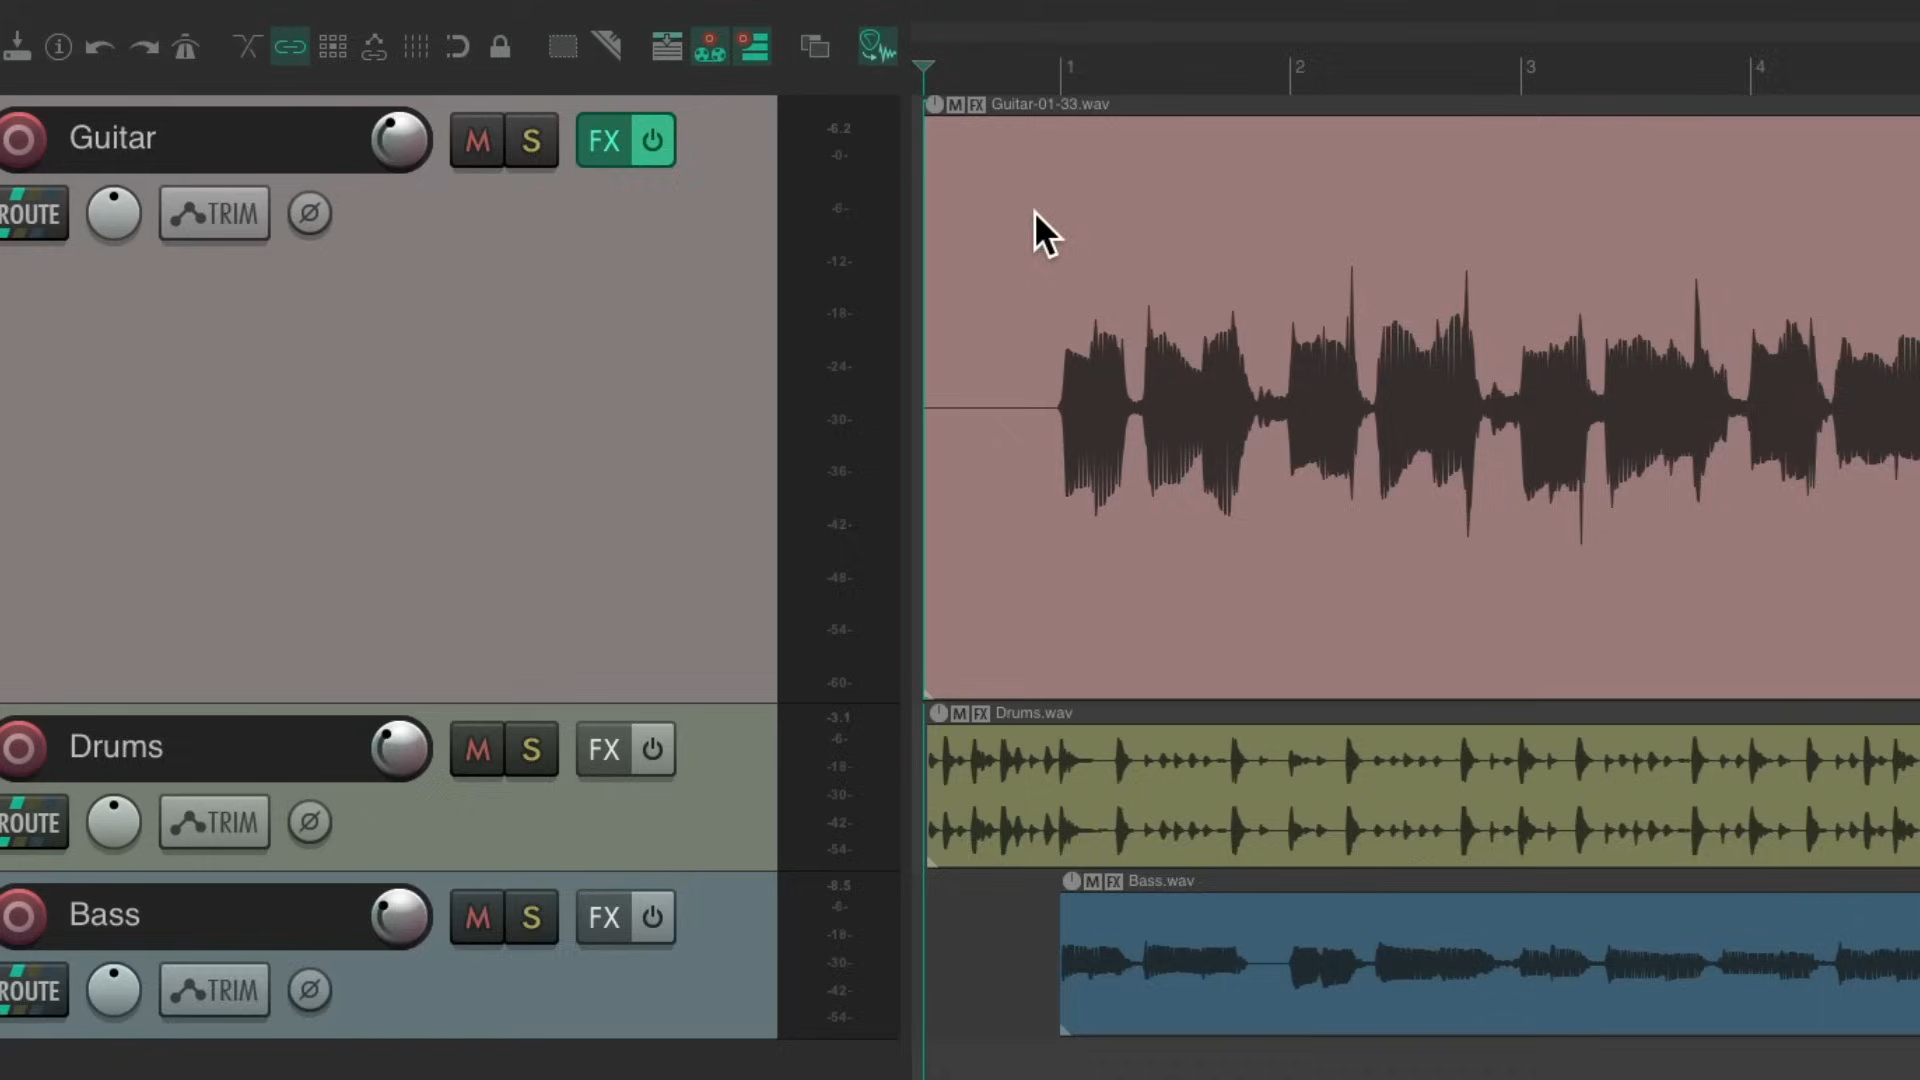 1 2 3 4
M FX Guitar-01-33.wav
Guitar M S FX
-6.2
-0-
ROUTE TRIM
6-
-12-
-18-
-24-
-30-
-36-
-42-
-48-
-54-
-60-
M FX Drums.wav
Drums M S FX
-3.1
-6-
-18-
-30-
ROUTE TRIM
-42-
-54-
M FX Bass.wav
Bass M S FX
-8.5
-6-
-18-
-30-
ROUTE TRIM
-42-
-54-